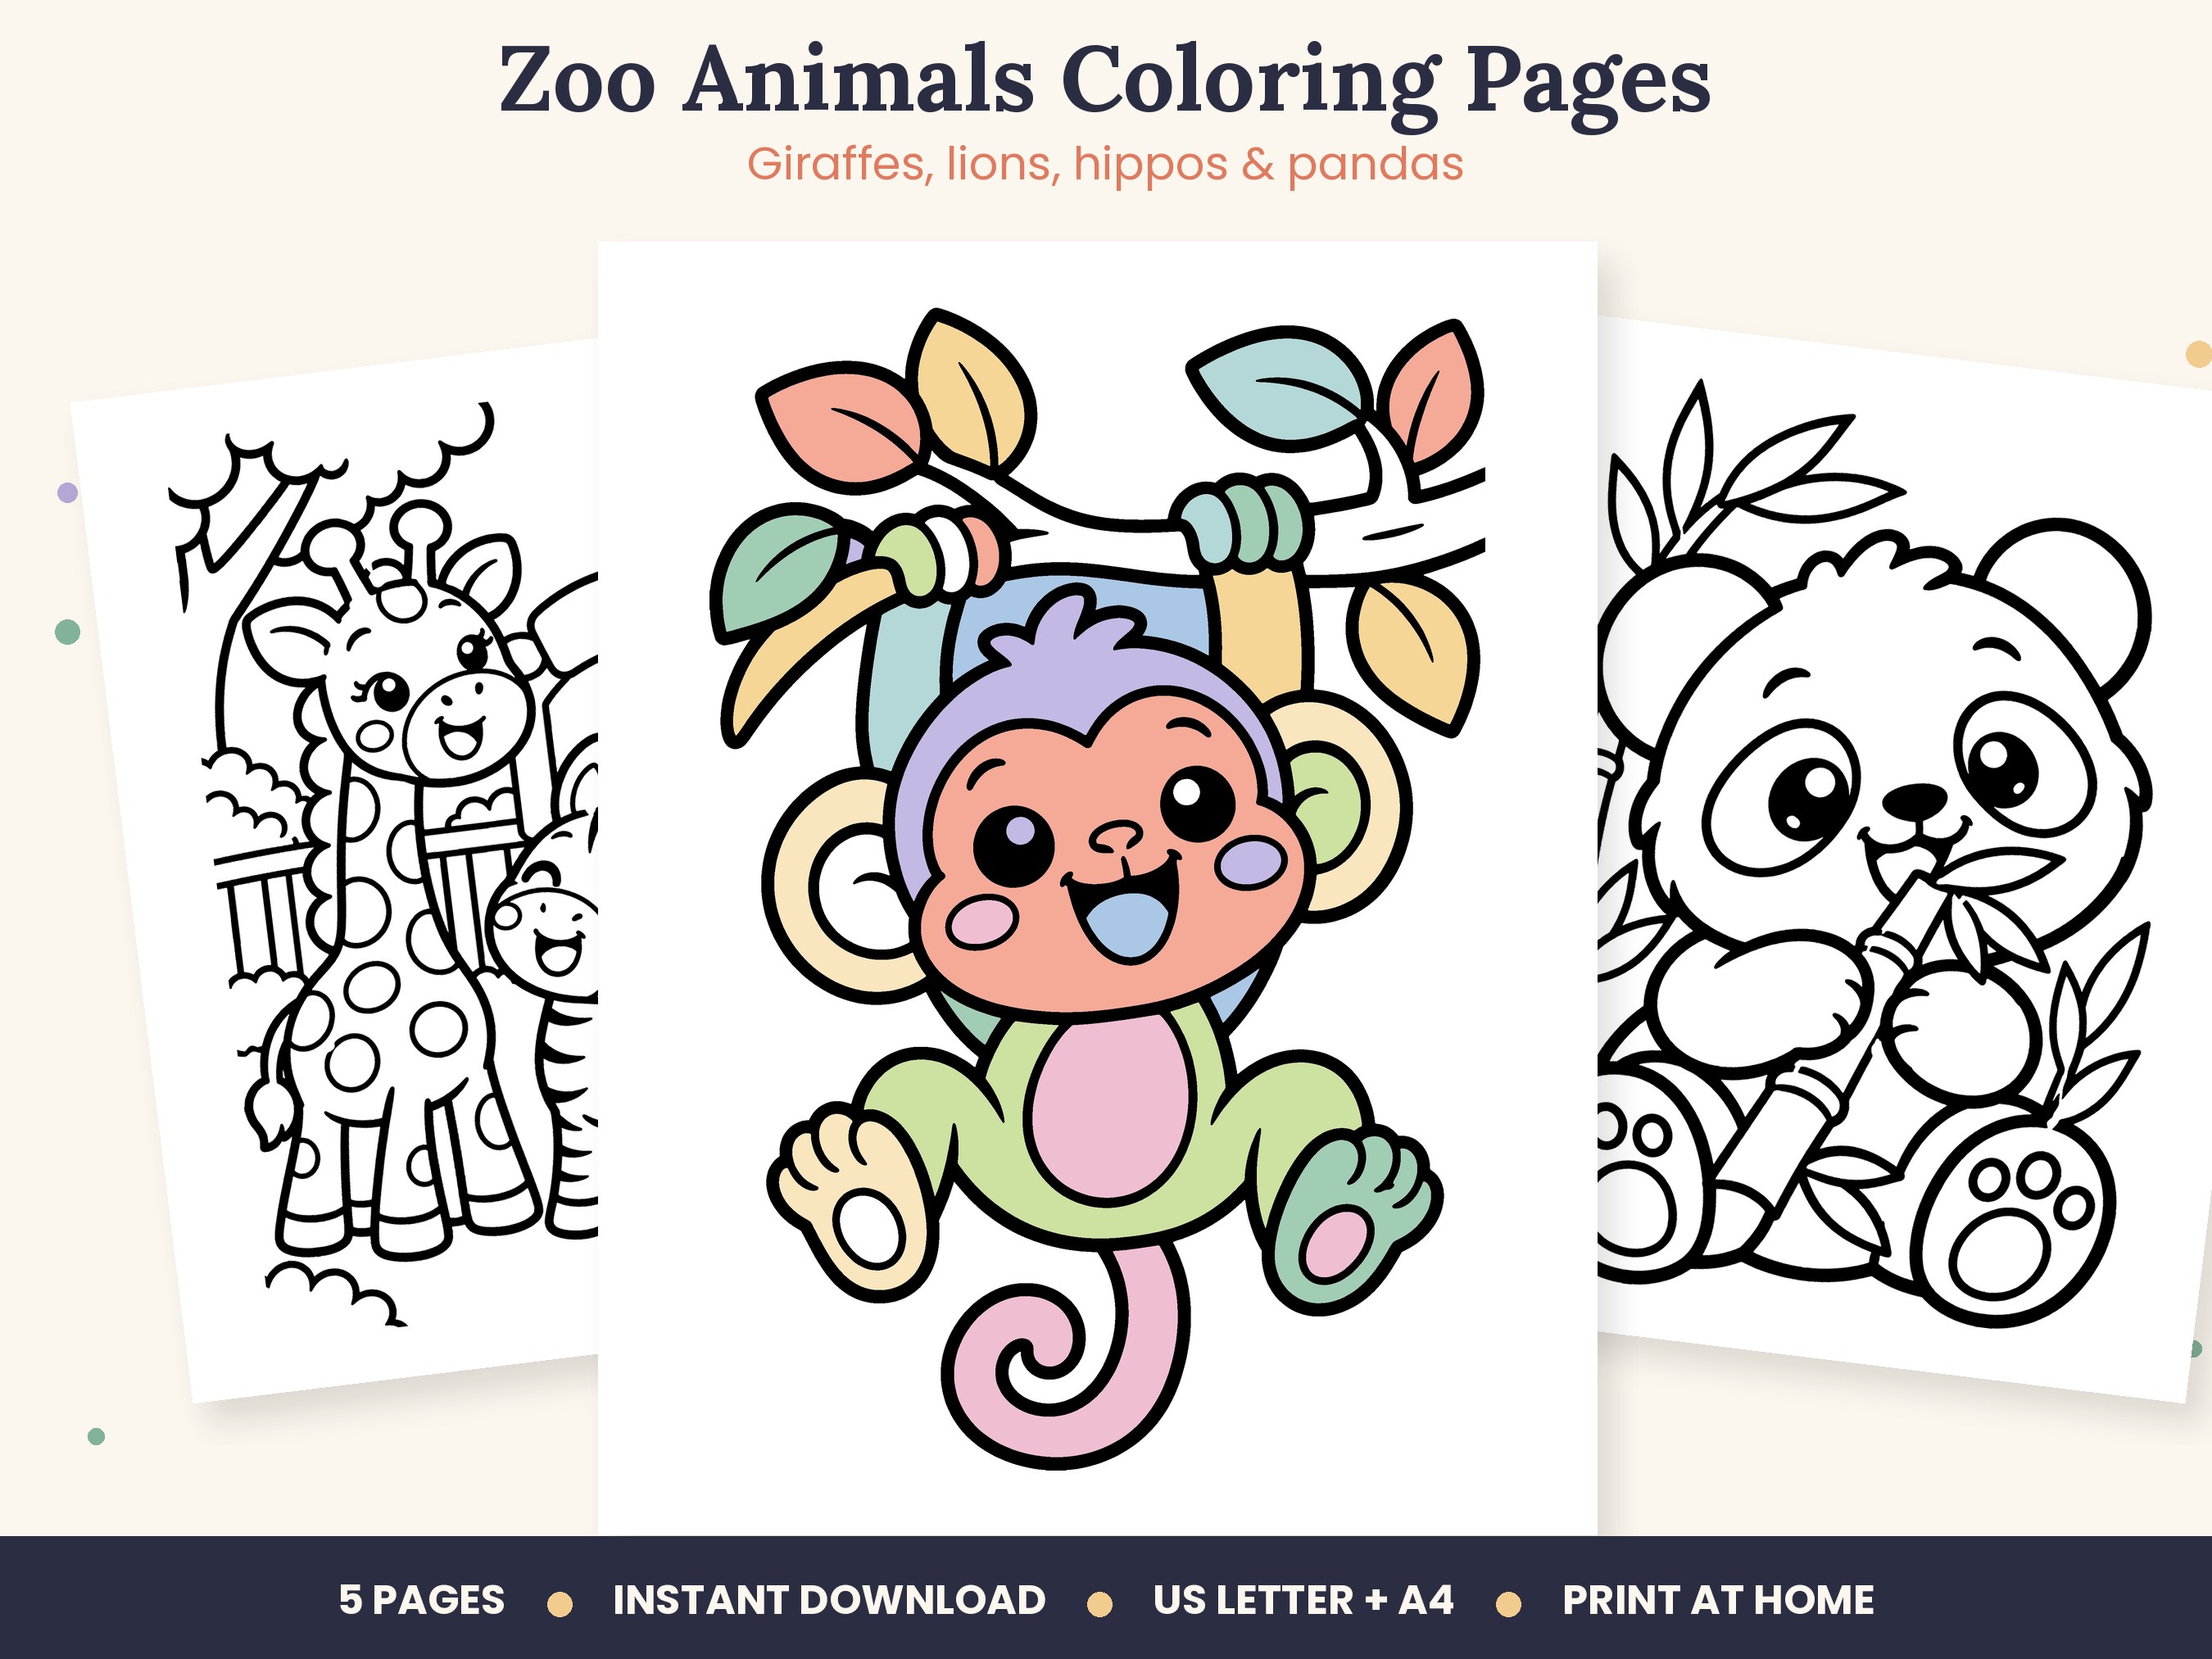 Zoo Animals Coloring Pages
Giraffes, lions, hippos & pandas
5 PAGES ● INSTANT DOWNLOAD ● US LETTER + A4 ● PRINT AT HOME